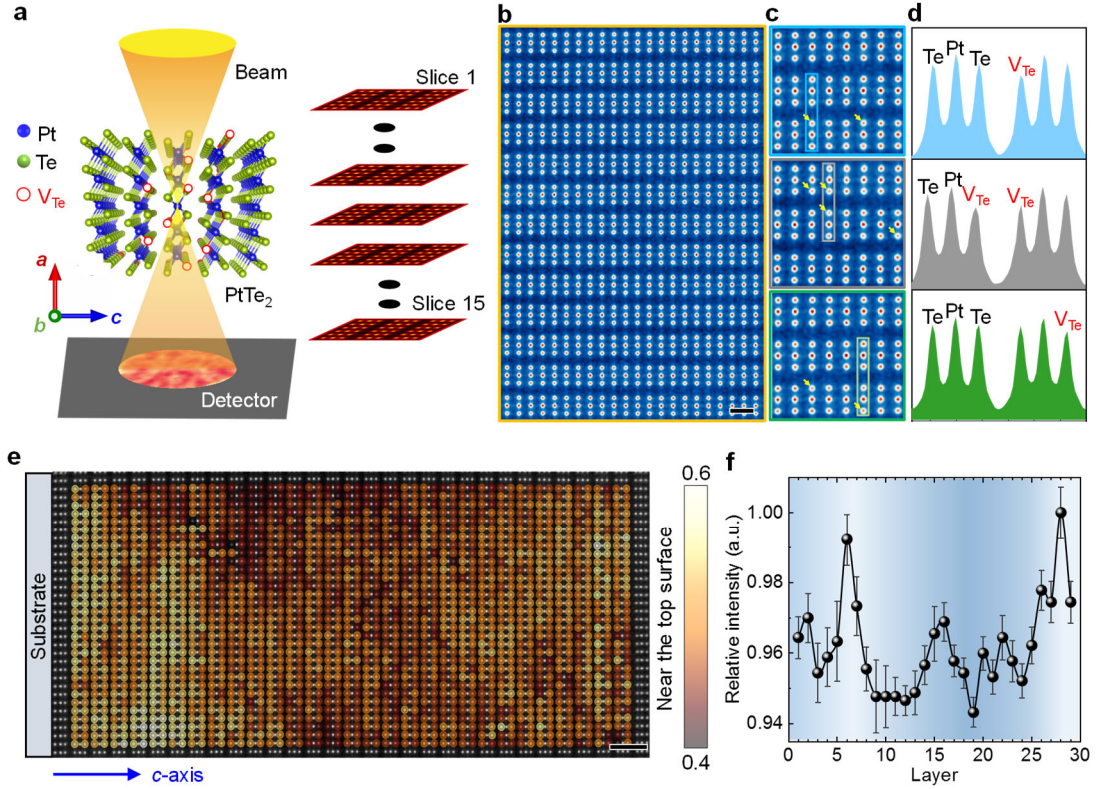 a
Beam
Slice 1
Pt
Te
V_Te
PtTe₂
Slice 15
a
b
c
Detector
b
c
d
Te Pt Te V_Te
Te Pt V_Te V_Te
Te Pt Te V_Te
e
Substrate
c-axis
0.6
Near the top surface
0.4
f
Relative intensity (a.u.)
1.00
0.98
0.96
0.94
0 5 10 15 20 25 30
Layer